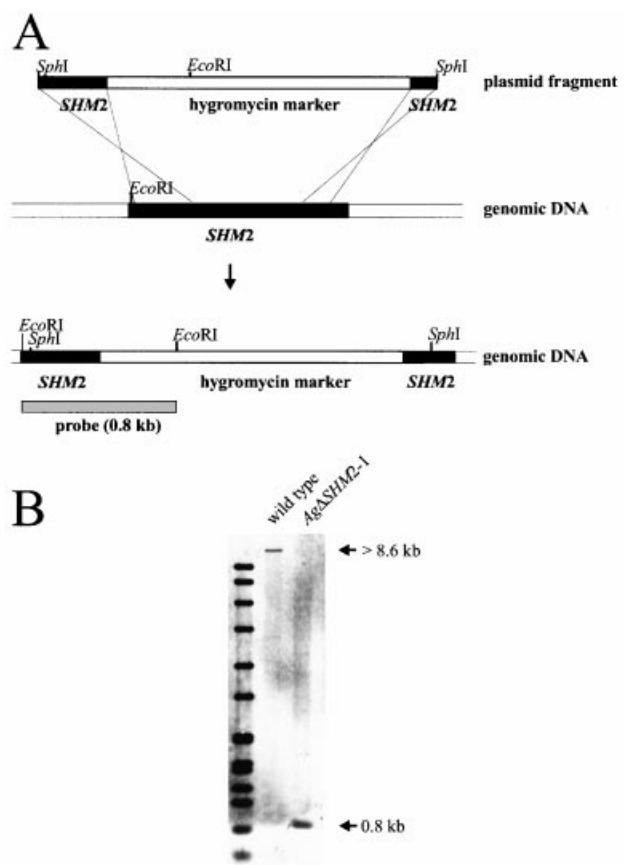 A
SphI
EcoRI
SphI
plasmid fragment
SHM2
hygromycin marker
SHM2
EcoRI
genomic DNA
SHM2
EcoRI
SphI
EcoRI
SphI
genomic DNA
SHM2
hygromycin marker
SHM2
probe (0.8 kb)
B
wild type
AgΔSHM2-1
> 8.6 kb
0.8 kb